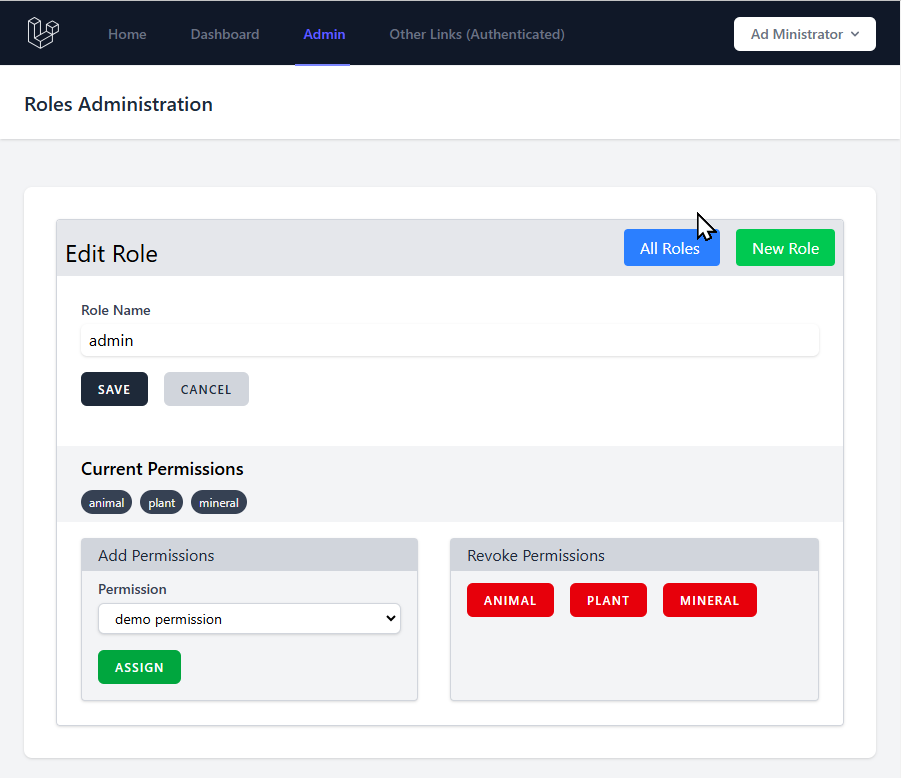 Home Dashboard Admin Other Links (Authenticated) Ad Ministrator
Roles Administration
Edit Role All Roles New Role
Role Name
admin
SAVE CANCEL
Current Permissions
animal plant mineral
Add Permissions
Permission
demo permission
ASSIGN
Revoke Permissions
ANIMAL PLANT MINERAL